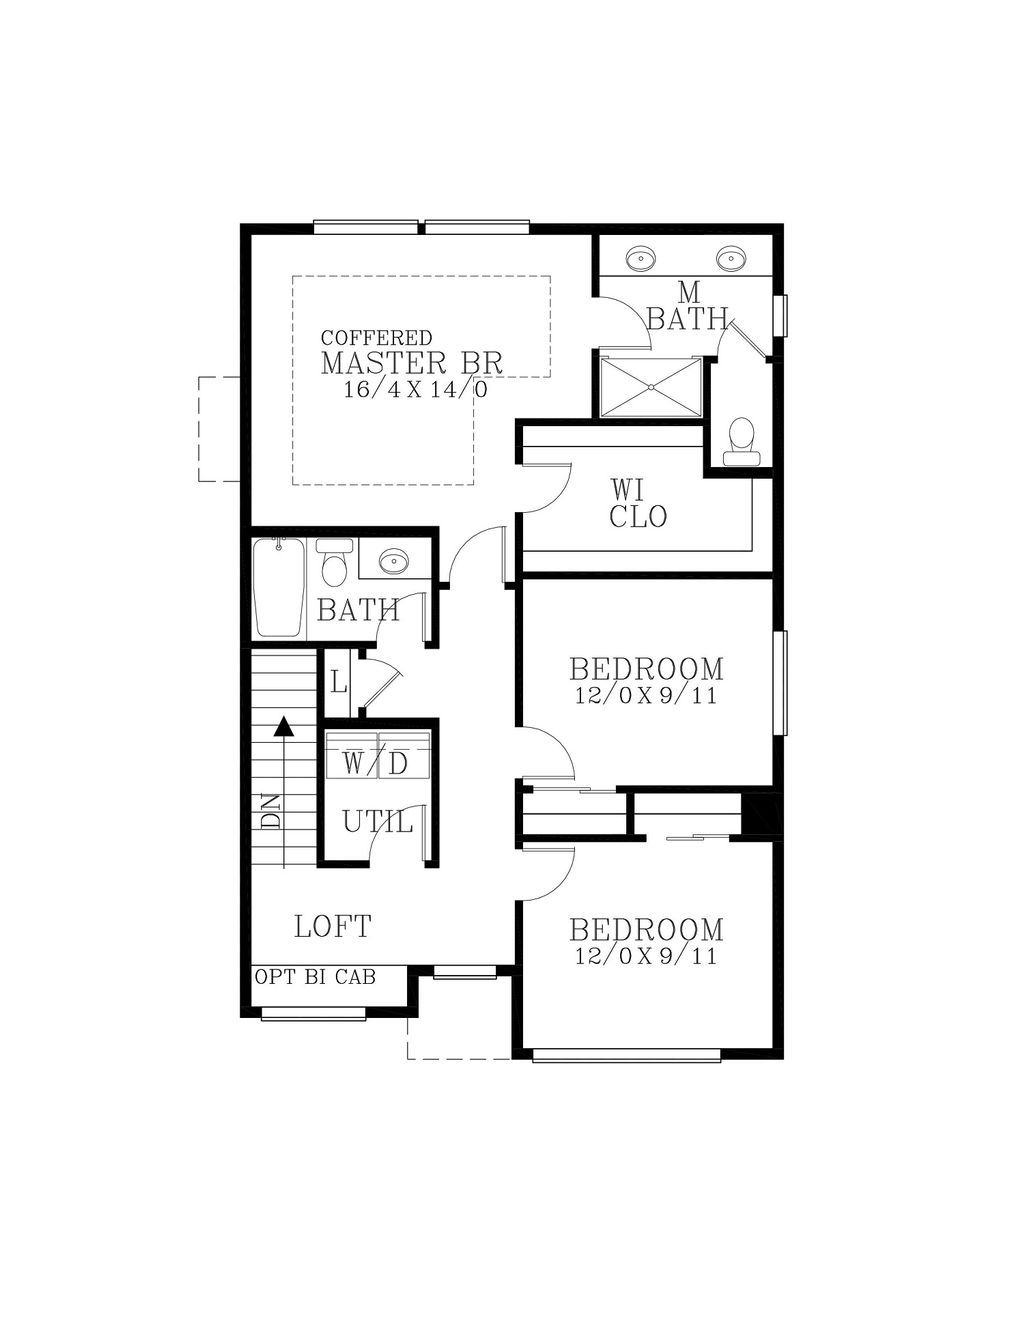 M
BATH
COFFERED
MASTER BR
16/4 X 14/0
WI
CLO
BATH
L
BEDROOM
12/0 X 9/11
W/D
DN
UTIL
LOFT
BEDROOM
12/0 X 9/11
OPT BI CAB